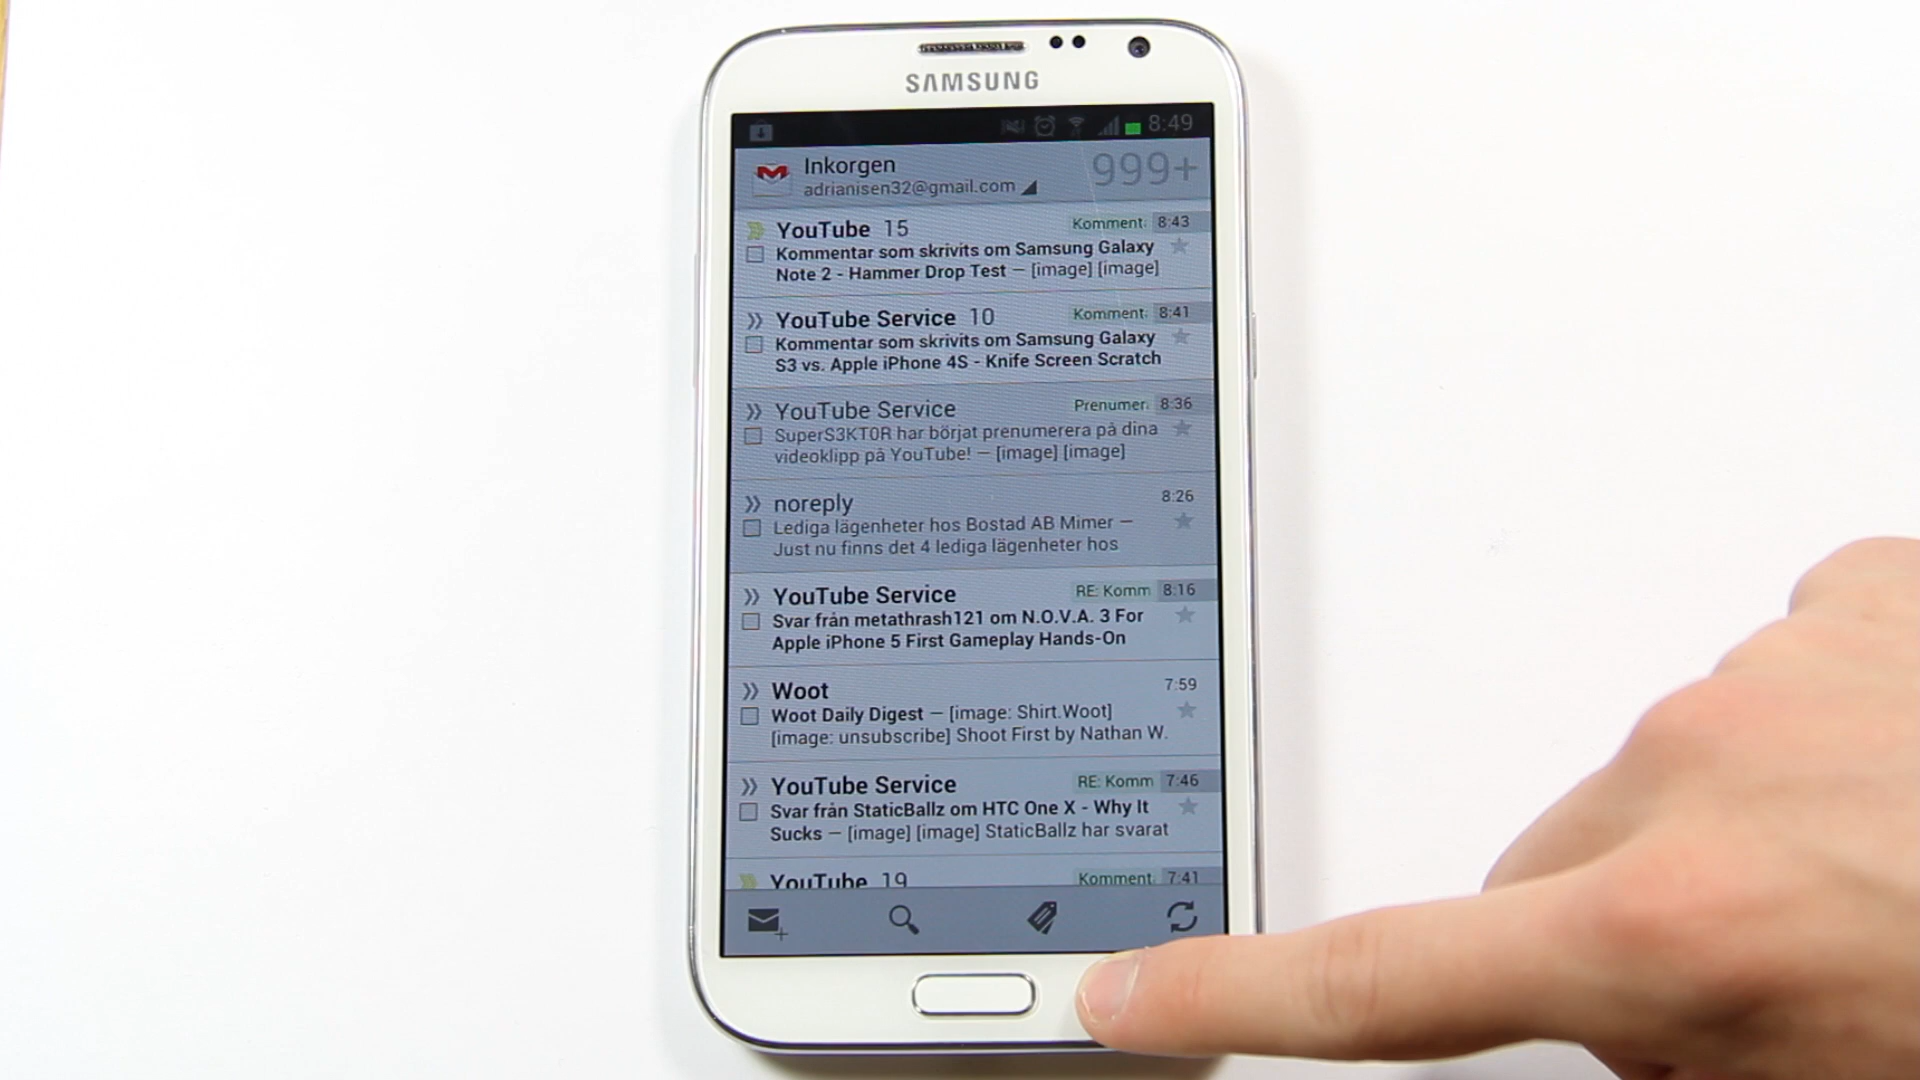 SAMSUNG
8:49
Inkorgen
adrianisen32@gmail.com
999+
YouTube 15 Komment. 8:43
Kommentar som skrivits om Samsung Galaxy
Note 2 - Hammer Drop Test – [image] [image]
YouTube Service 10 Komment. 8:41
Kommentar som skrivits om Samsung Galaxy
S3 vs. Apple iPhone 4S - Knife Screen Scratch
YouTube Service Prenumer. 8:36
SuperS3KT0R har börjat prenumerera på dina
videoklipp på YouTube! – [image] [image]
noreply 8:26
Lediga lägenheter hos Bostad AB Mimer –
Just nu finns det 4 lediga lägenheter hos
YouTube Service RE: Komm 8:16
Svar från metathrash121 om N.O.V.A. 3 For
Apple iPhone 5 First Gameplay Hands-On
Woot 7:59
Woot Daily Digest – [image: Shirt.Woot]
[image: unsubscribe] Shoot First by Nathan W.
YouTube Service RE: Komm 7:46
Svar från StaticBallz om HTC One X - Why It
Sucks – [image] [image] StaticBallz har svarat
YouTube 19 Komment. 7:41